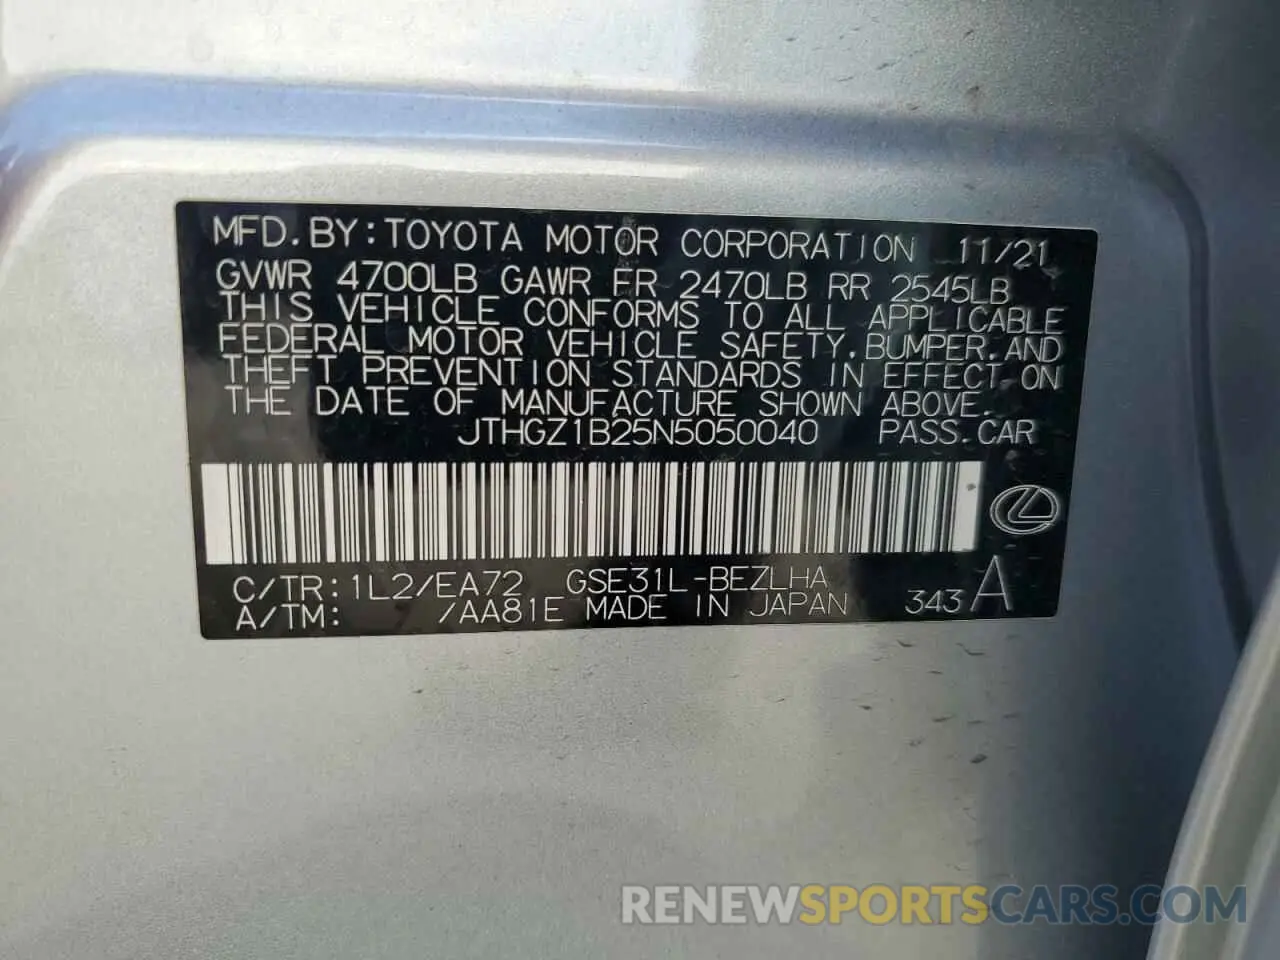 MFD.BY:TOYOTA MOTOR CORPORATION 11/21
GVWR 4700LB GAWR FR 2470LB RR 2545LB
THIS VEHICLE CONFORMS TO ALL APPLICABLE
FEDERAL MOTOR VEHICLE SAFETY,BUMPER,AND
THEFT PREVENTION STANDARDS IN EFFECT ON
THE DATE OF MANUFACTURE SHOWN ABOVE.
JTHGZ1B25N5050040 PASS.CAR
C/TR:1L2/EA72 GSE31L-BEZLHA
A/TM: /AA81E MADE IN JAPAN 343 A
RENEWSPORTSCARS.COM